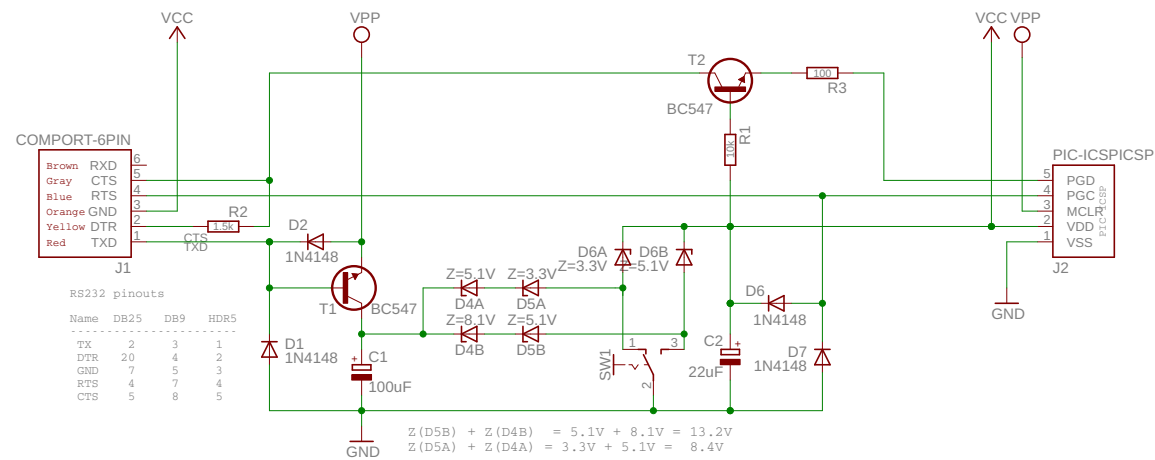 VCC
VPP
VCC VPP
T2
100
R3
BC547
R1
10k
COMPORT-6PIN
Brown RXD 6
Gray CTS 5
Blue RTS 4
Orange GND 3
Yellow DTR 2
Red TXD 1
J1
R2
1.5k
CTS
TXD
D2
1N4148
T1
BC547
D1
1N4148
C1
+
100uF
GND
Z=5.1V
D4A
Z=3.3V
D5A
Z=8.1V
D4B
Z=5.1V
D5B
D6A
Z=3.3V
D6B
Z=5.1V
SW1
1
3
2
D6
1N4148
C2
+
22uF
D7
1N4148
PIC-ICSPICSP
5 PGD
4 PGC
3 MCLR
2 VDD
1 VSS
PIC-ICSP
J2
GND
RS232 pinouts
Name DB25 DB9 HDR5
-----------------------
TX 2 3 1
DTR 20 4 2
GND 7 5 3
RTS 4 7 4
CTS 5 8 5
Z(D5B) + Z(D4B) = 5.1V + 8.1V = 13.2V
Z(D5A) + Z(D4A) = 3.3V + 5.1V = 8.4V